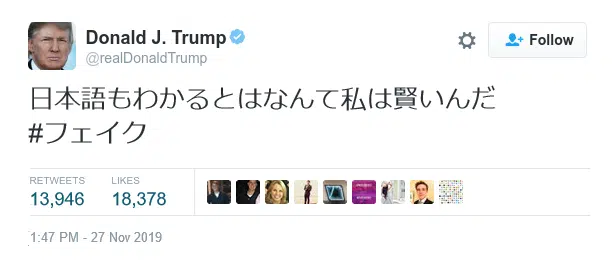 Donald J. Trump
@realDonaldTrump
Follow
日本語もわかるとはなんて私は賢いんだ
#フェイク
RETWEETS
13,946
LIKES
18,378
1:47 PM - 27 Nov 2019